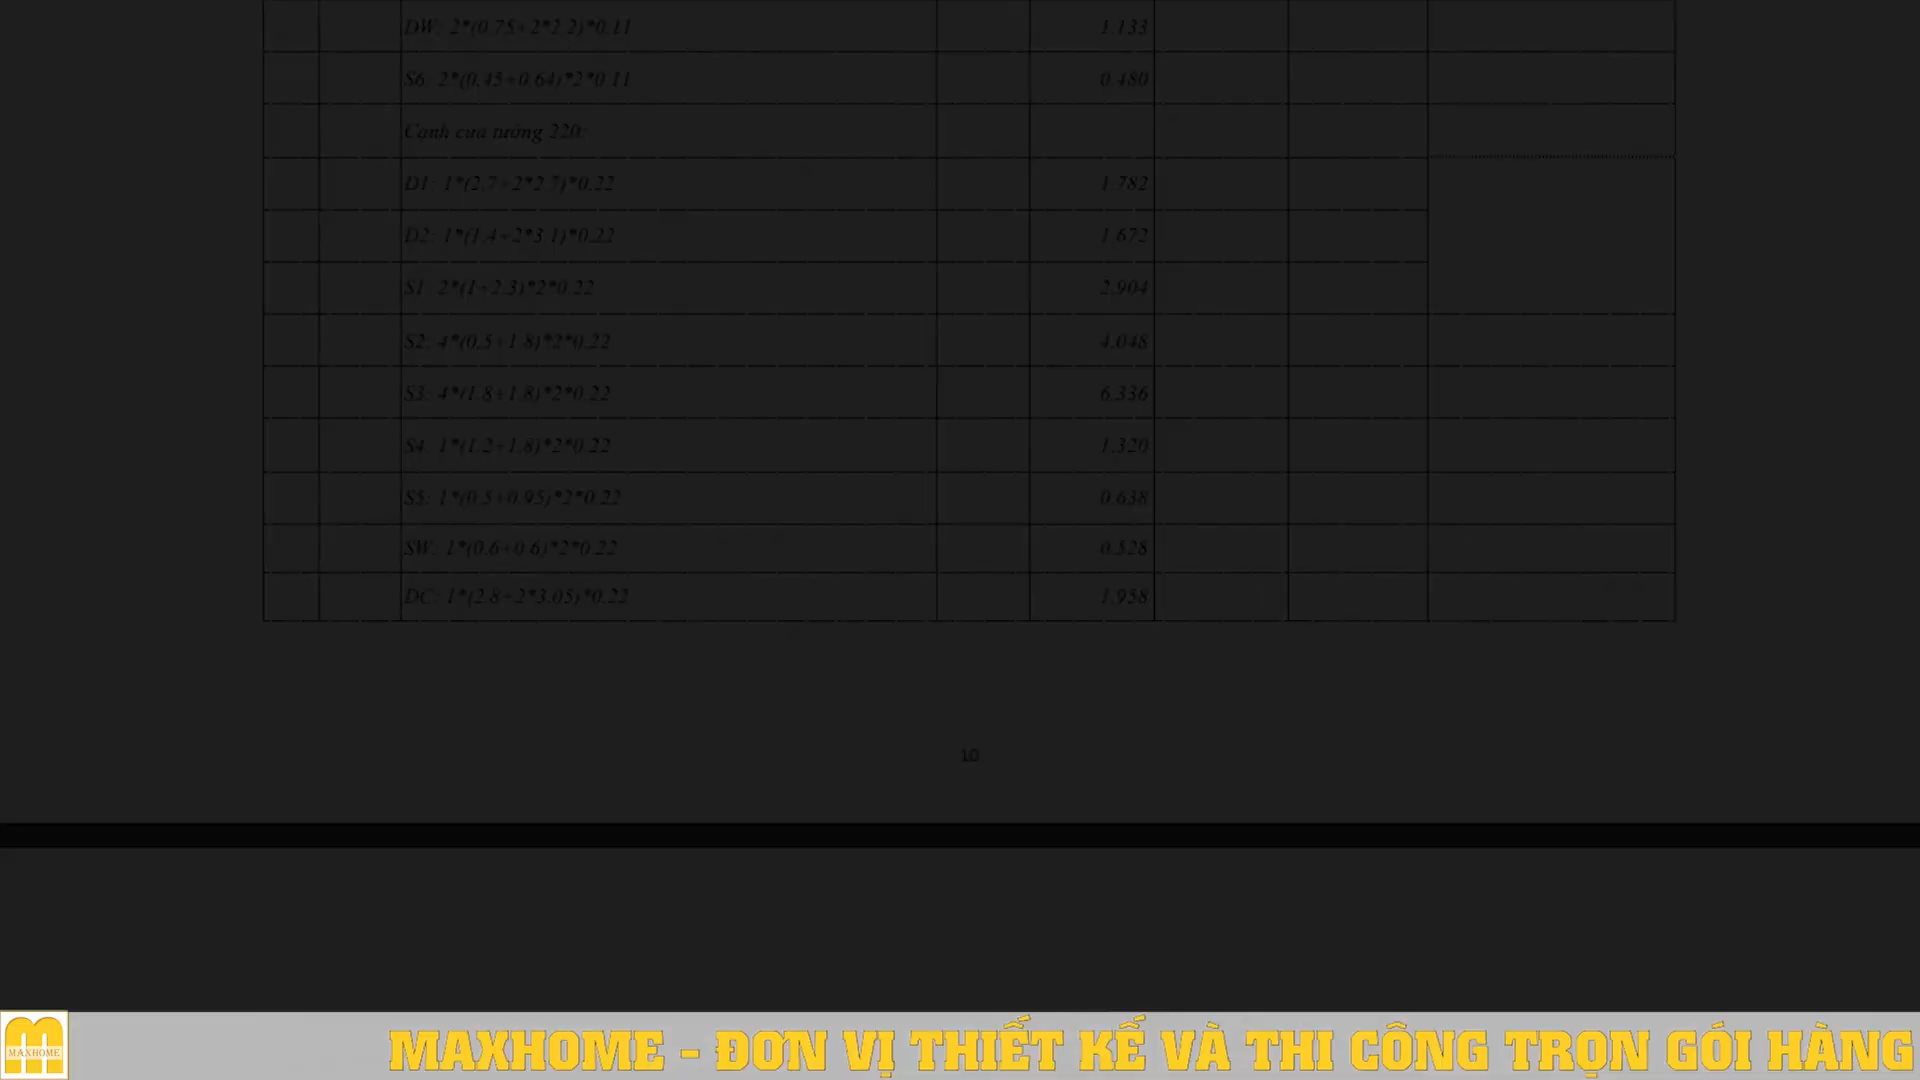 DW: 2*(0.75+2*2.2)*0.11 1.133
S6: 2*(0.45+0.64)*2*0.11 0.480
Cạnh cửa tường 220:
D1: 1*(2.7+2*2.7)*0.22 1.782
D2: 1*(1.4+2*3.1)*0.22 1.672
S1: 2*(1+2.3)*2*0.22 2.904
S2: 4*(0.5+1.8)*2*0.22 4.048
S3: 4*(1.8+1.8)*2*0.22 6.336
S4: 1*(1.2+1.8)*2*0.22 1.320
S5: 1*(0.5+0.95)*2*0.22 0.638
SW: 1*(0.6+0.6)*2*0.22 0.528
DC: 1*(2.8+2*3.05)*0.22 1.958
10
MAXHOME
MAXHOME - ĐƠN VỊ THIẾT KẾ VÀ THI CÔNG TRỌN GÓI HÀNG